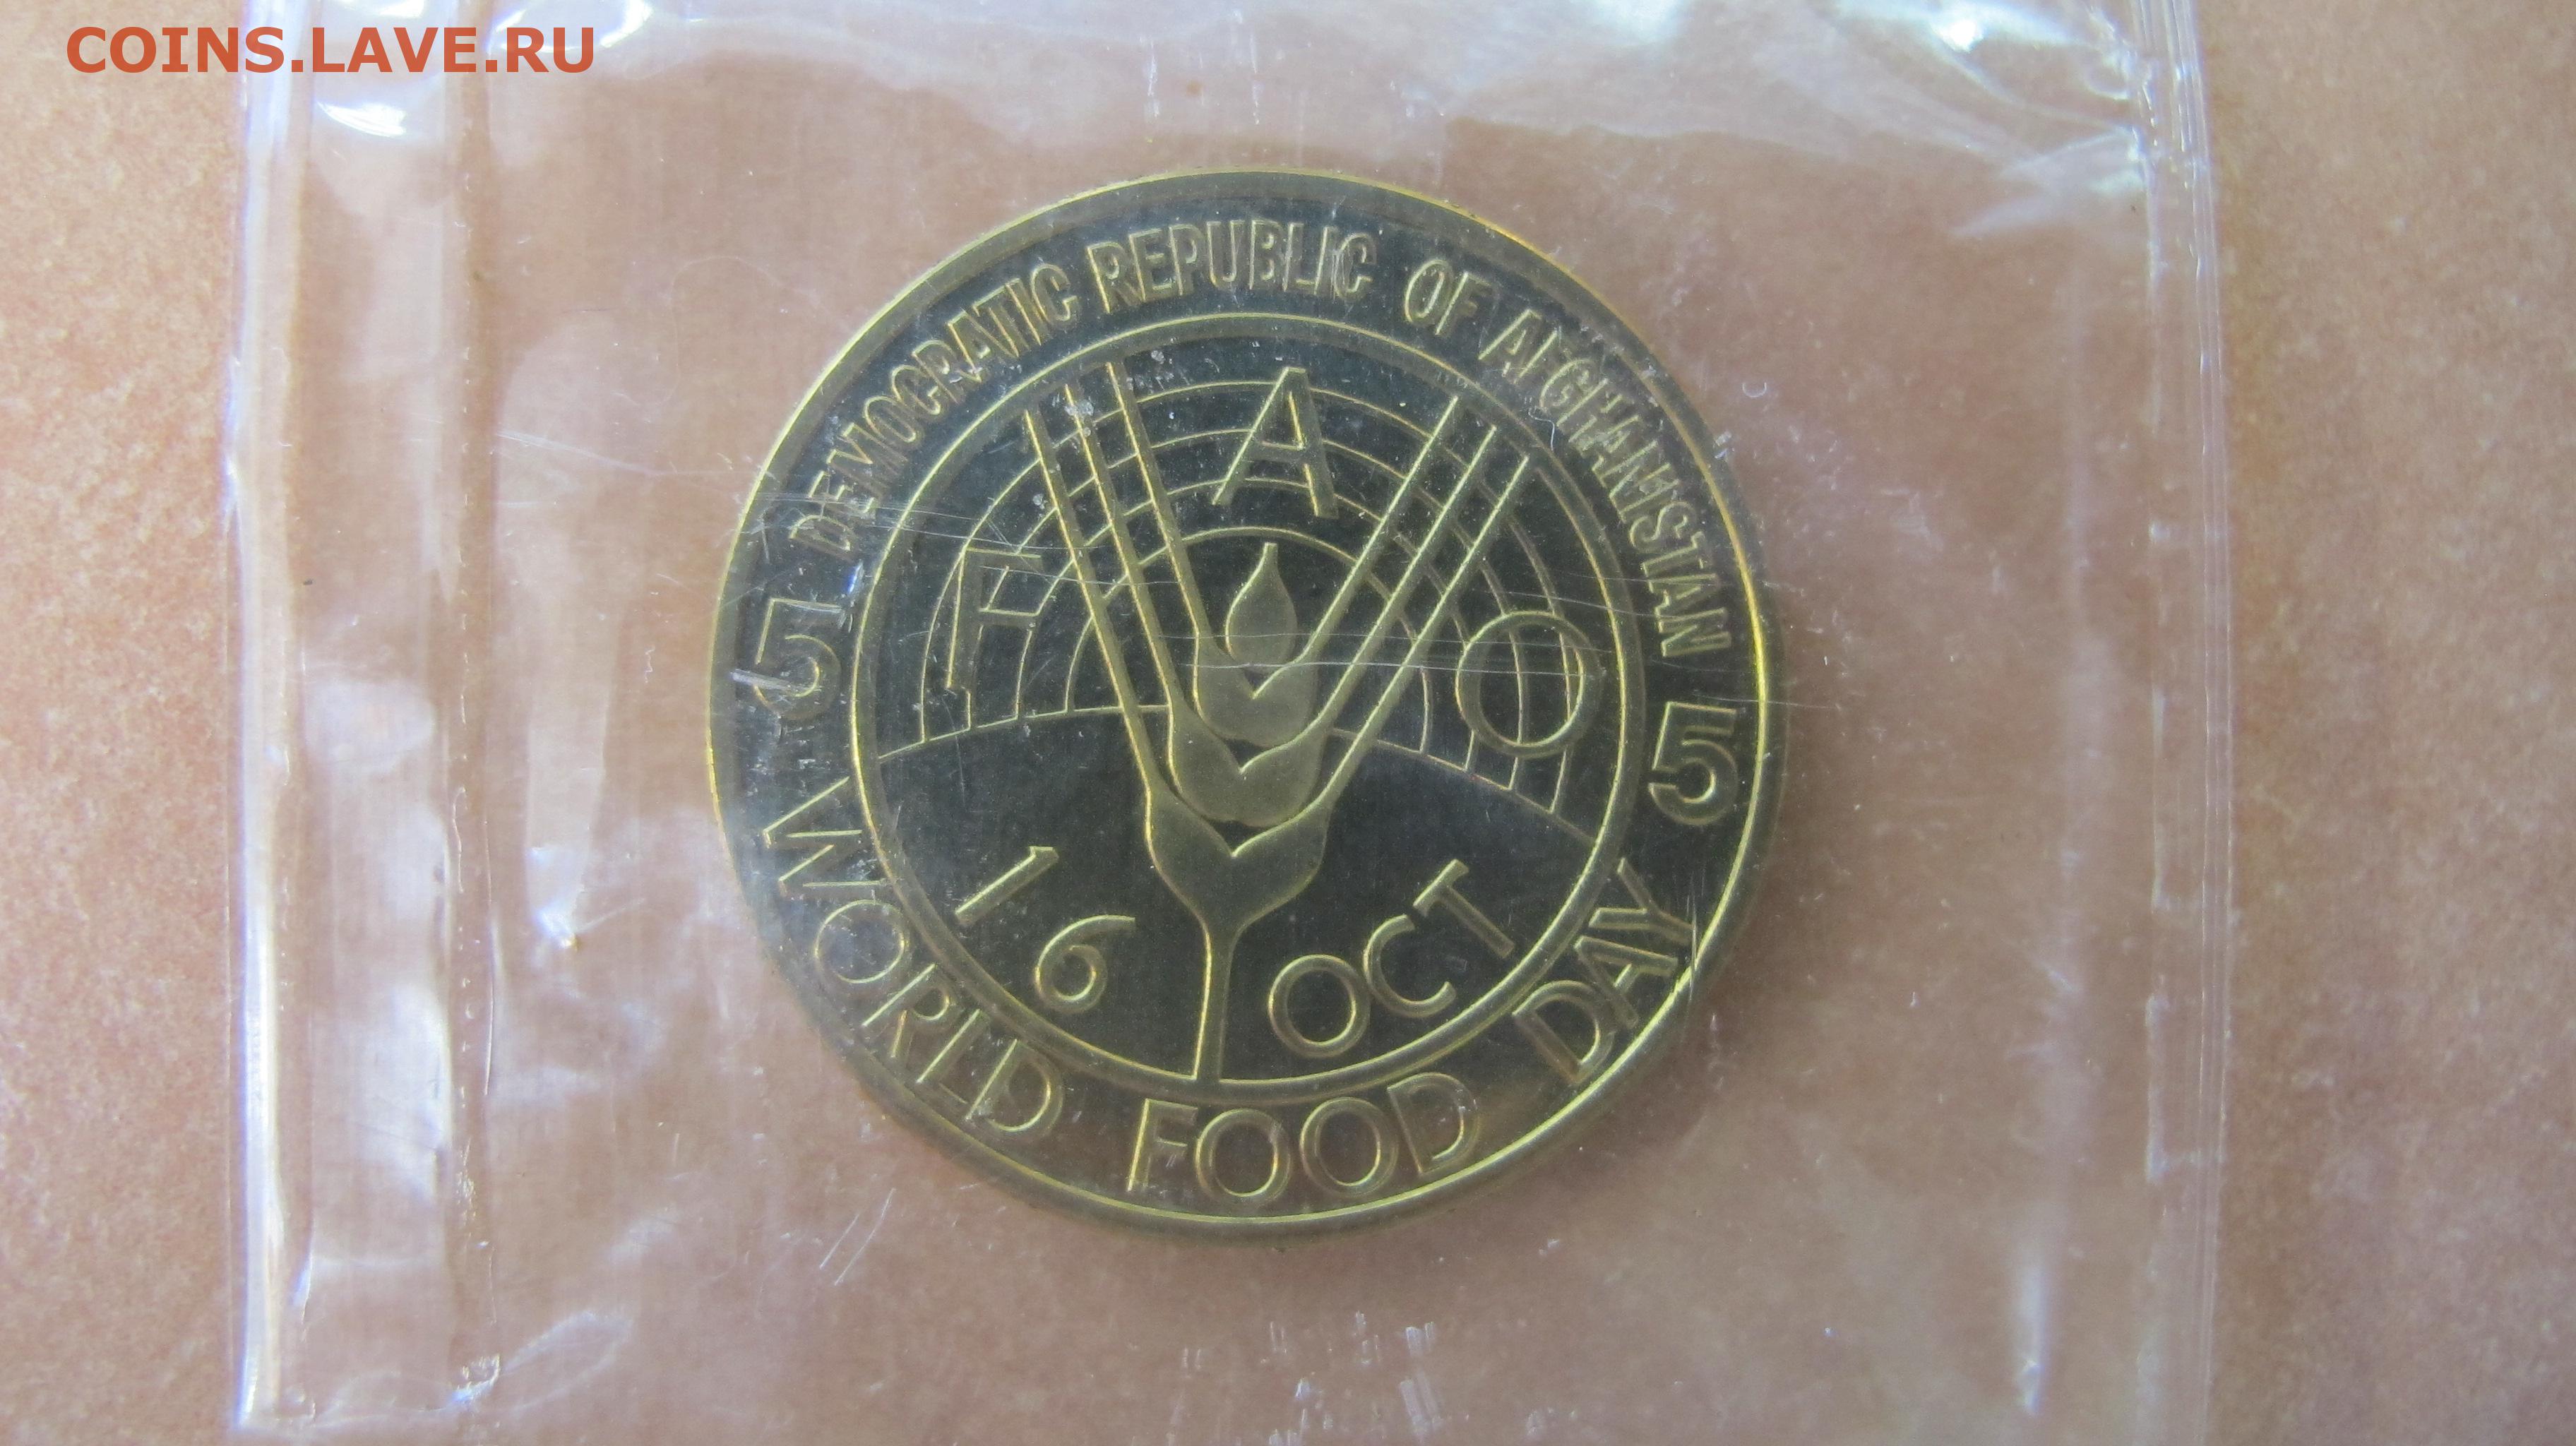 COINS.LAVE.RU
DEMOCRATIC REPUBLIC OF AFGHANISTAN
F A O
5 5
16 OCT
WORLD FOOD DAY